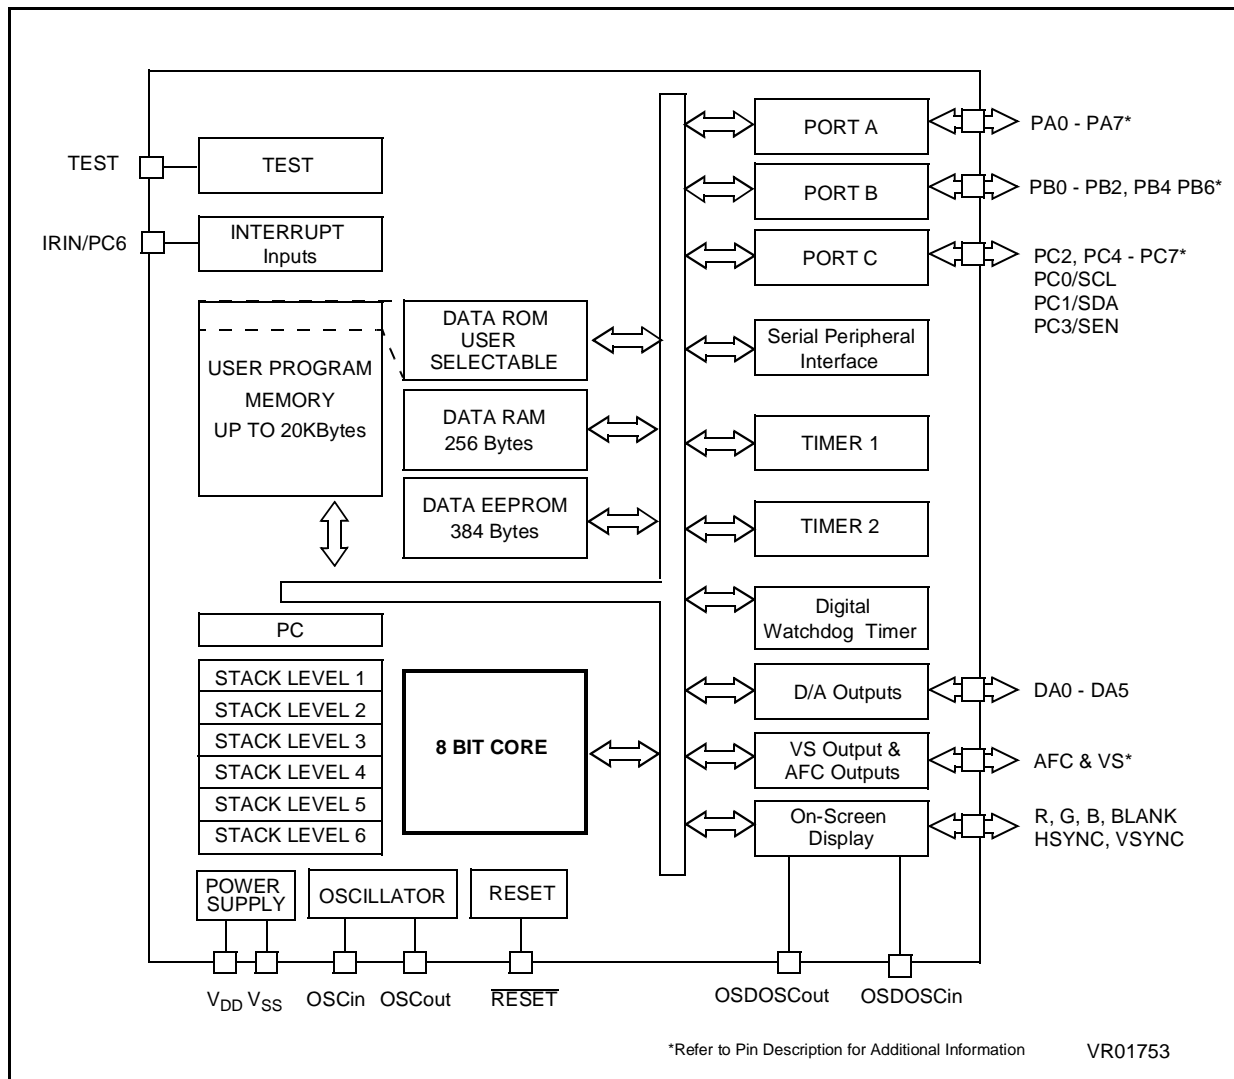 TEST
TEST
IRIN/PC6
INTERRUPT
Inputs
USER PROGRAM
MEMORY
UP TO 20KBytes
DATA ROM
USER
SELECTABLE
DATA RAM
256 Bytes
DATA EEPROM
384 Bytes
PC
STACK LEVEL 1
STACK LEVEL 2
STACK LEVEL 3
STACK LEVEL 4
STACK LEVEL 5
STACK LEVEL 6
8 BIT CORE
POWER
SUPPLY
OSCILLATOR
RESET
VDD VSS
OSCin
OSCout
RESET
PORT A
PA0 - PA7*
PORT B
PB0 - PB2, PB4 PB6*
PORT C
PC2, PC4 - PC7*
PC0/SCL
PC1/SDA
PC3/SEN
Serial Peripheral
Interface
TIMER 1
TIMER 2
Digital
Watchdog Timer
D/A Outputs
DA0 - DA5
VS Output &
AFC Outputs
AFC & VS*
On-Screen
Display
R, G, B, BLANK
HSYNC, VSYNC
OSDOSCout
OSDOSCin
*Refer to Pin Description for Additional Information
VR01753